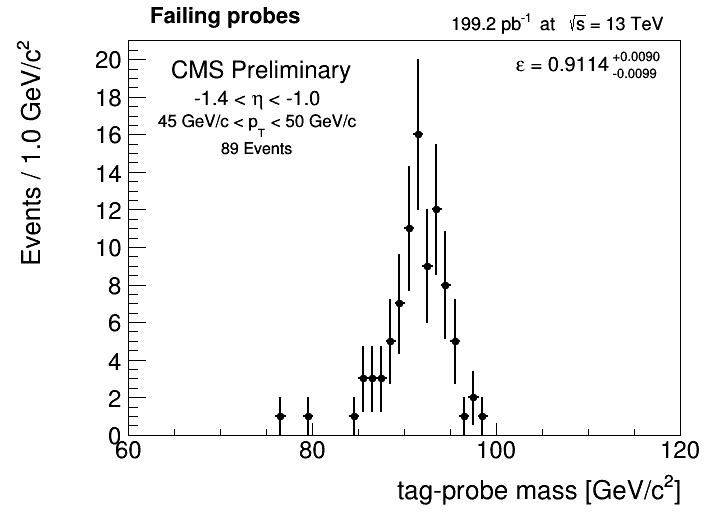 Failing probes
199.2 pb⁻¹ at √s = 13 TeV
CMS Preliminary
-1.4 < η < -1.0
45 GeV/c < p_T < 50 GeV/c
89 Events
ε = 0.9114 +0.0090 -0.0099
Events / 1.0 GeV/c²
20
18
16
14
12
10
8
6
4
2
0
60 80 100 120
tag-probe mass [GeV/c²]